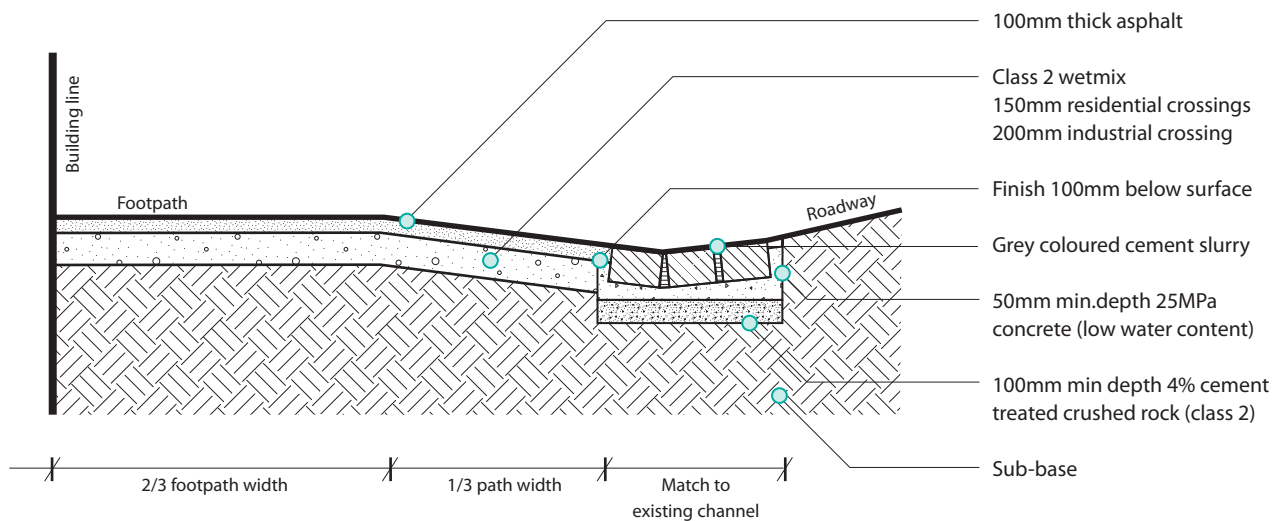 100mm thick asphalt
Class 2 wetmix
150mm residential crossings
200mm industrial crossing
Building line
Footpath
Finish 100mm below surface
Roadway
Grey coloured cement slurry
50mm min.depth 25MPa
concrete (low water content)
100mm min depth 4% cement
treated crushed rock (class 2)
Sub-base
2/3 footpath width
1/3 path width
Match to
existing channel